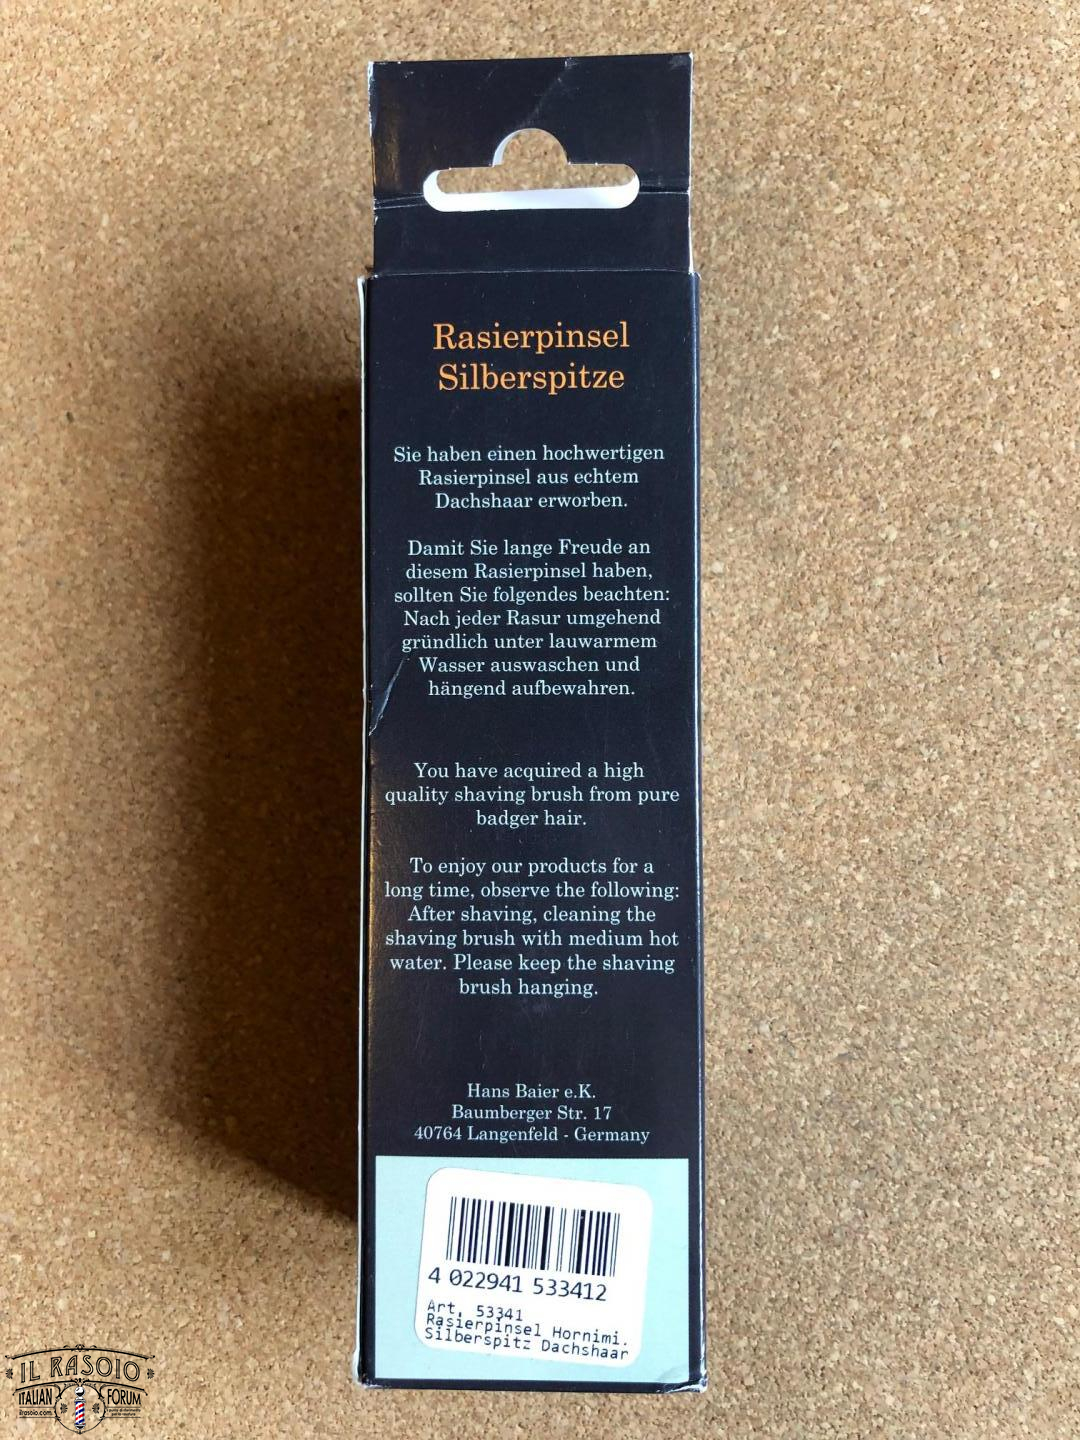 Rasierpinsel
Silberspitze
Sie haben einen hochwertigen
Rasierpinsel aus echtem
Dachshaar erworben.
Damit Sie lange Freude an
diesem Rasierpinsel haben,
sollten Sie folgendes beachten:
Nach jeder Rasur umgehend
gründlich unter lauwarmem
Wasser auswaschen und
hängend aufbewahren.
You have acquired a high
quality shaving brush from pure
badger hair.
To enjoy our products for a
long time, observe the following:
After shaving, cleaning the
shaving brush with medium hot
water. Please keep the shaving
brush hanging.
Hans Baier e.K.
Baumberger Str. 17
40764 Langenfeld - Germany
4 022941 533412
Art. 53341
Rasierpinsel Hornimi.
Silberspitz Dachshaar
IL RASOIO
ITALIAN FORUM